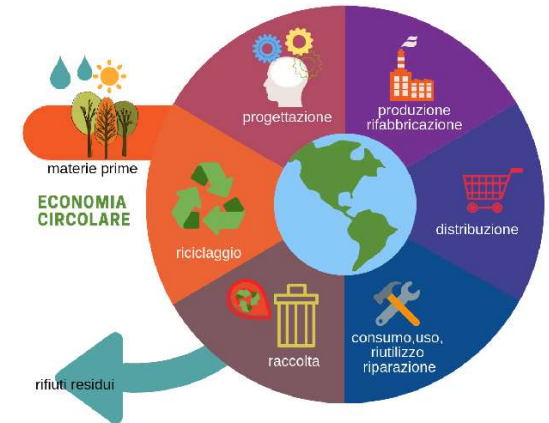 materie prime
ECONOMIA
CIRCOLARE
progettazione
produzione
rifabbricazione
distribuzione
consumo,uso,
riutilizzo
riparazione
raccolta
riciclaggio
rifiuti residui